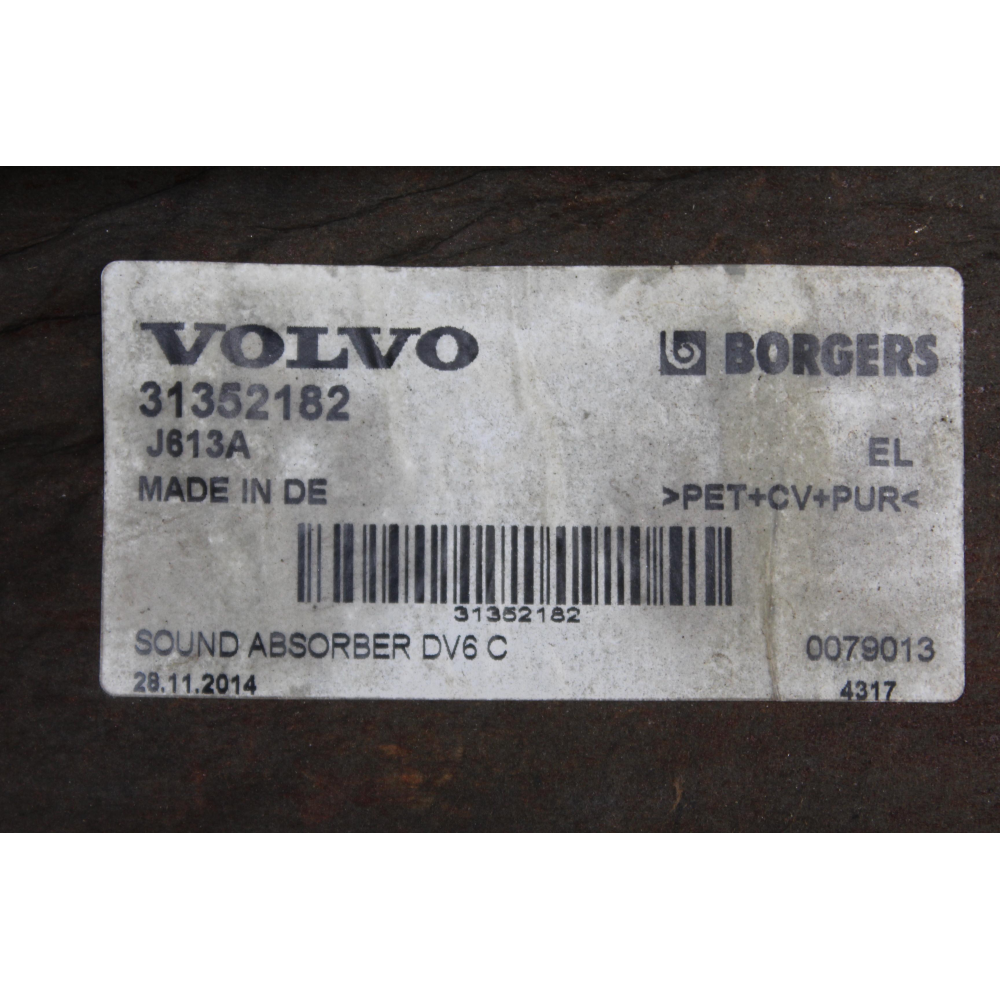 VOLVO
BORGERS
31352182
J613A
EL
MADE IN DE
>PET+CV+PUR<
31352182
SOUND ABSORBER DV6 C
0079013
28.11.2014
4317